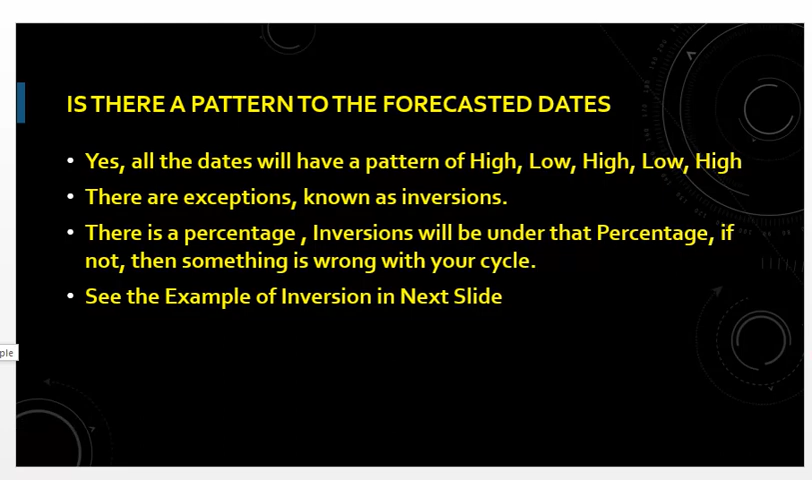 IS THERE A PATTERN TO THE FORECASTED DATES
• Yes, all the dates will have a pattern of High, Low, High, Low, High
• There are exceptions, known as inversions.
• There is a percentage , Inversions will be under that Percentage, if
not, then something is wrong with your cycle.
• See the Example of Inversion in Next Slide
ple